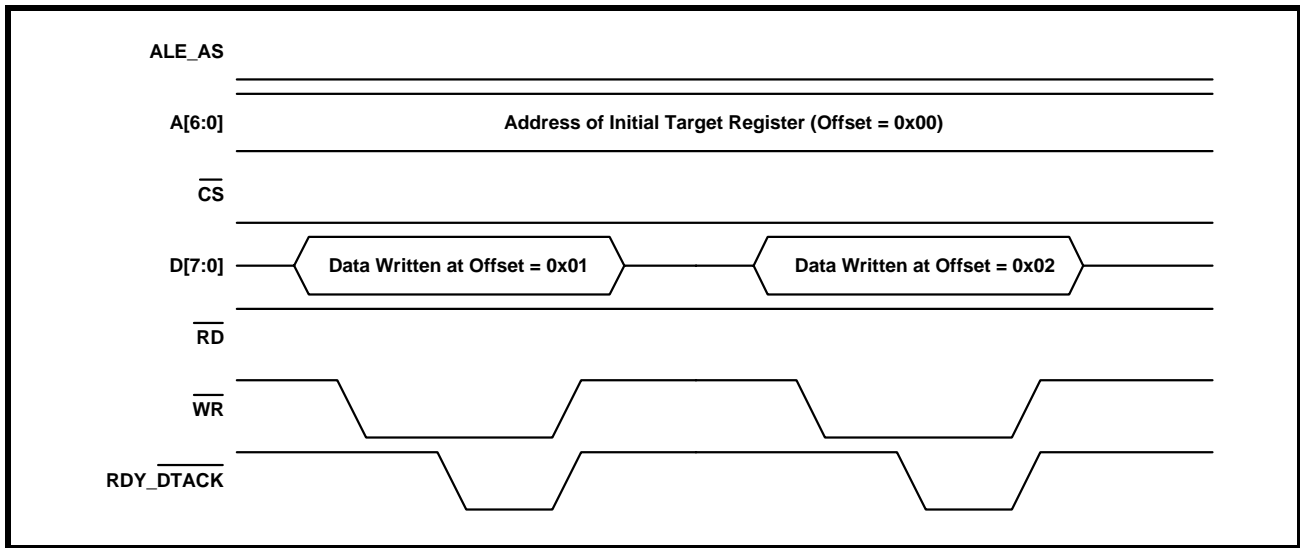 ALE_AS
A[6:0] Address of Initial Target Register (Offset = 0x00)
CS
D[7:0] Data Written at Offset = 0x01 Data Written at Offset = 0x02
RD
WR
RDY_DTACK